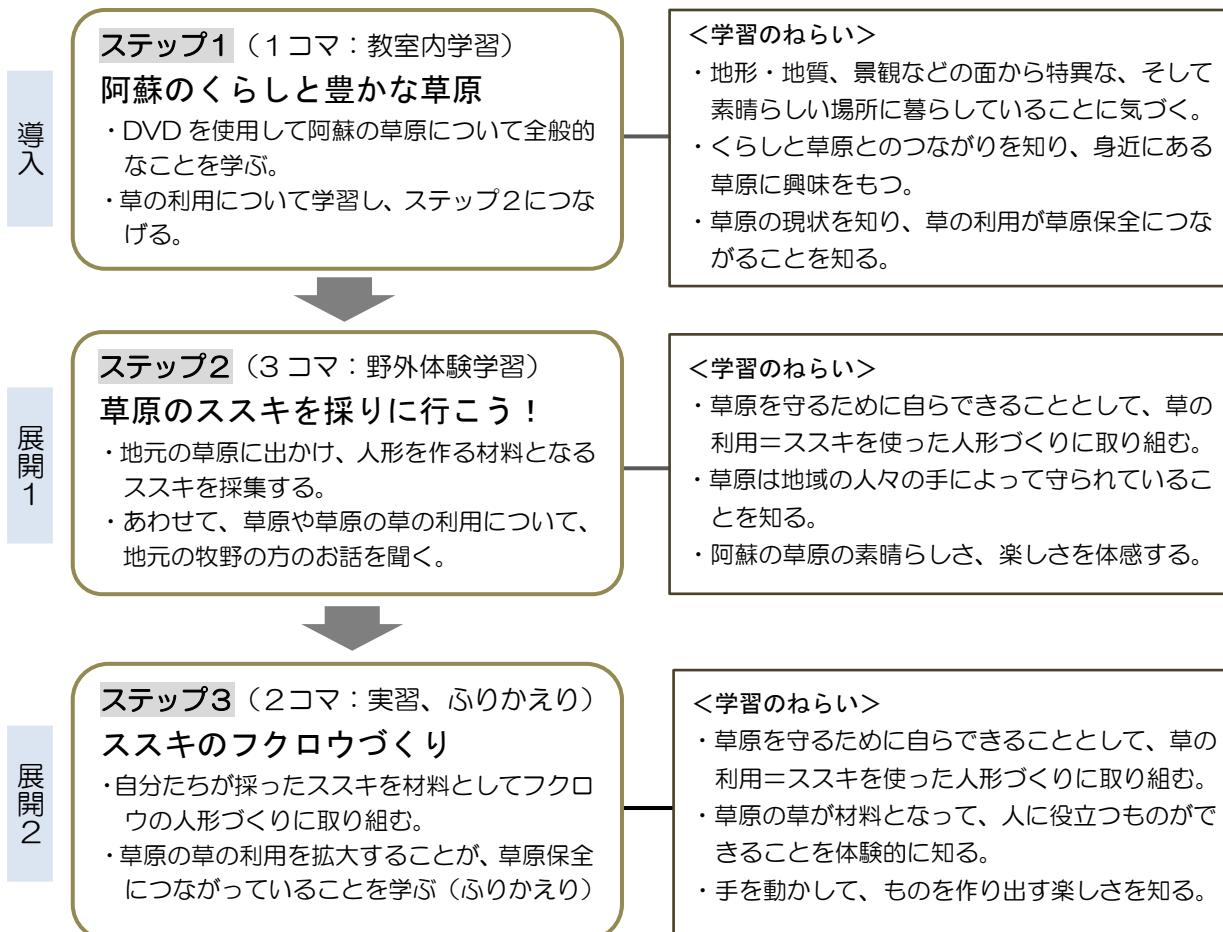 導入
ステップ1（1コマ：教室内学習）
阿蘇のくらしと豊かな草原
・DVD を使用して阿蘇の草原について全般的
なことを学ぶ。
・草の利用について学習し、ステップ2につな
げる。
＜学習のねらい＞
・地形・地質、景観などの面から特異な、そして
素晴らしい場所に暮らしていることに気づく。
・くらしと草原とのつながりを知り、身近にある
草原に興味をもつ。
・草原の現状を知り、草の利用が草原保全につな
がることを知る。
展開1
ステップ2（3コマ：野外体験学習）
草原のススキを採りに行こう！
・地元の草原に出かけ、人形を作る材料となる
ススキを採集する。
・あわせて、草原や草原の草の利用について、
地元の牧野の方のお話を聞く。
＜学習のねらい＞
・草原を守るために自らできることとして、草の
利用＝ススキを使った人形づくりに取り組む。
・草原は地域の人々の手によって守られているこ
とを知る。
・阿蘇の草原の素晴らしさ、楽しさを体感する。
展開2
ステップ3（2コマ：実習、ふりかえり）
ススキのフクロウづくり
・自分たちが採ったススキを材料としてフクロ
ウの人形づくりに取り組む。
・草原の草の利用を拡大することが、草原保全
につながっていることを学ぶ（ふりかえり）
＜学習のねらい＞
・草原を守るために自らできることとして、草の
利用＝ススキを使った人形づくりに取り組む。
・草原の草が材料となって、人に役立つものがで
きることを体験的に知る。
・手を動かして、ものを作り出す楽しさを知る。